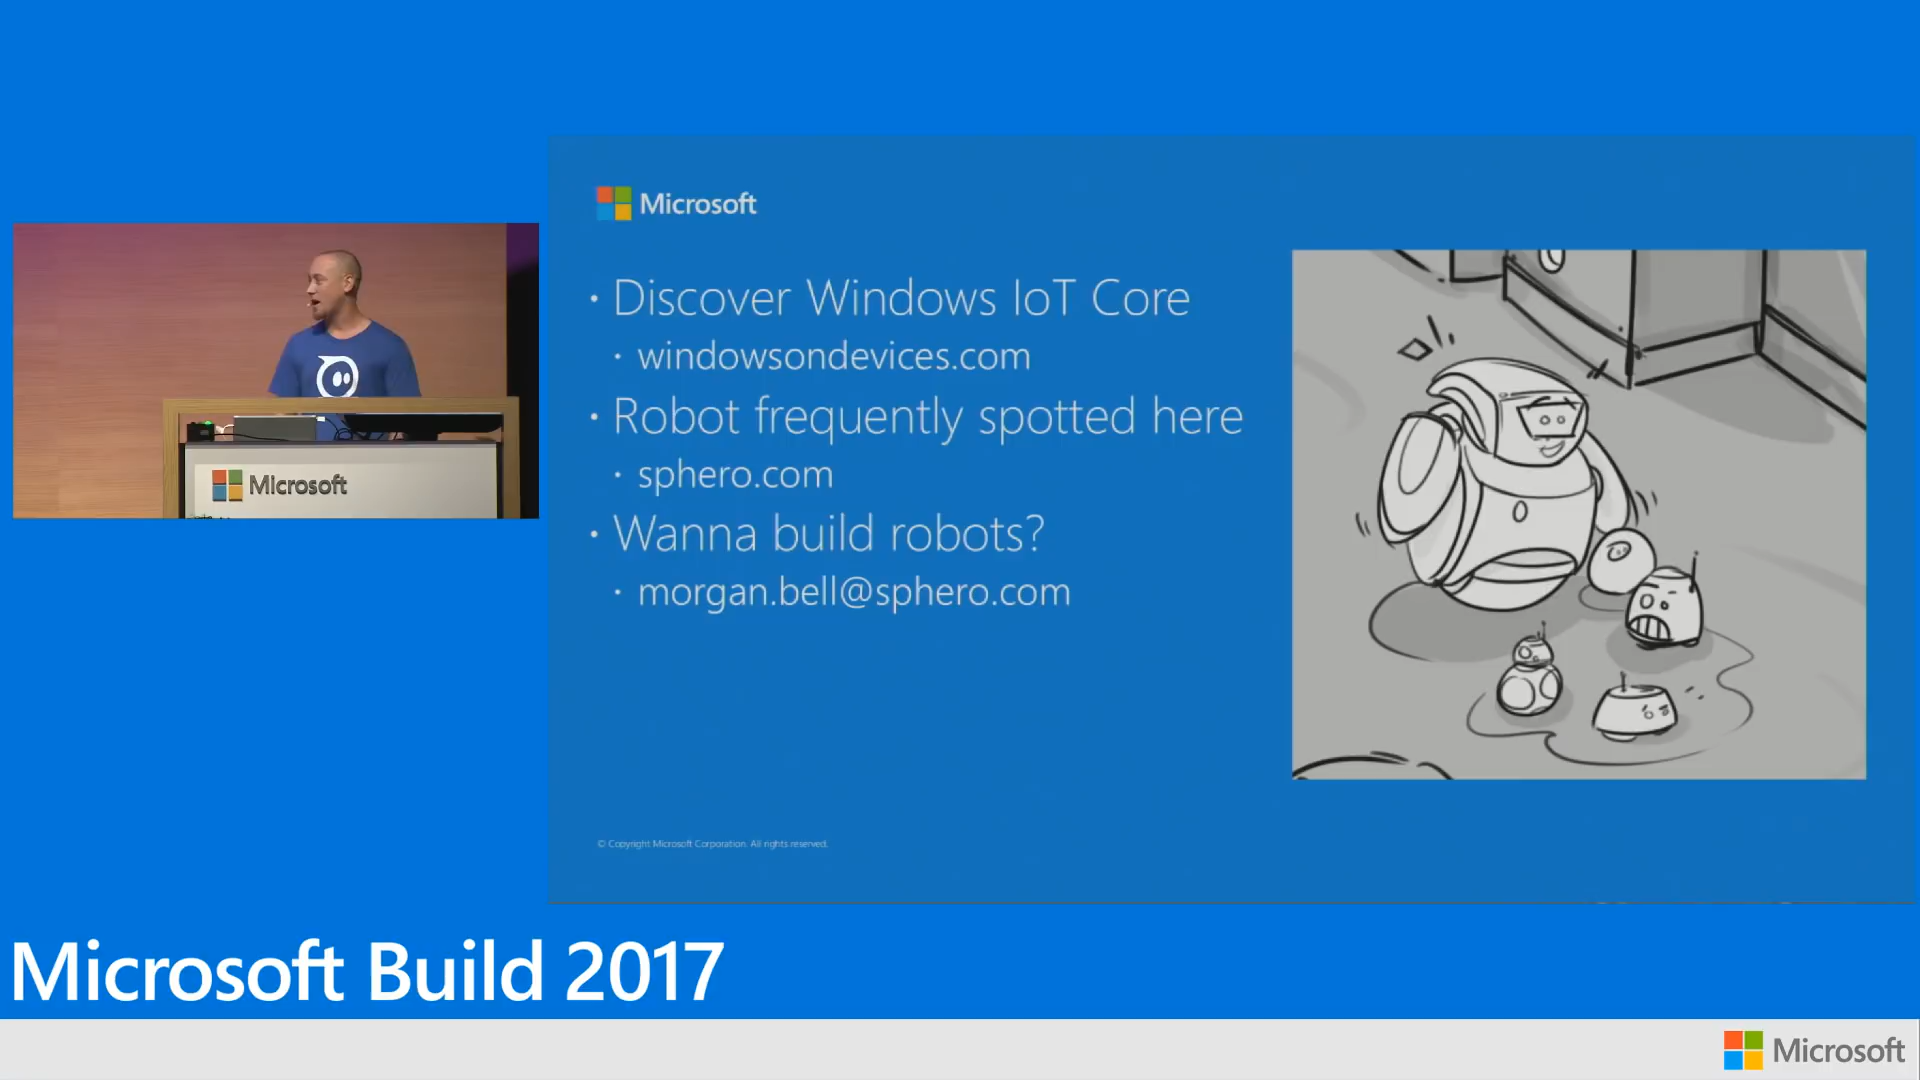 Microsoft
• Discover Windows IoT Core
• windowsondevices.com
• Robot frequently spotted here
• sphero.com
• Wanna build robots?
• morgan.bell@sphero.com
© Copyright Microsoft Corporation. All rights reserved.
Microsoft
Microsoft Build 2017
Microsoft